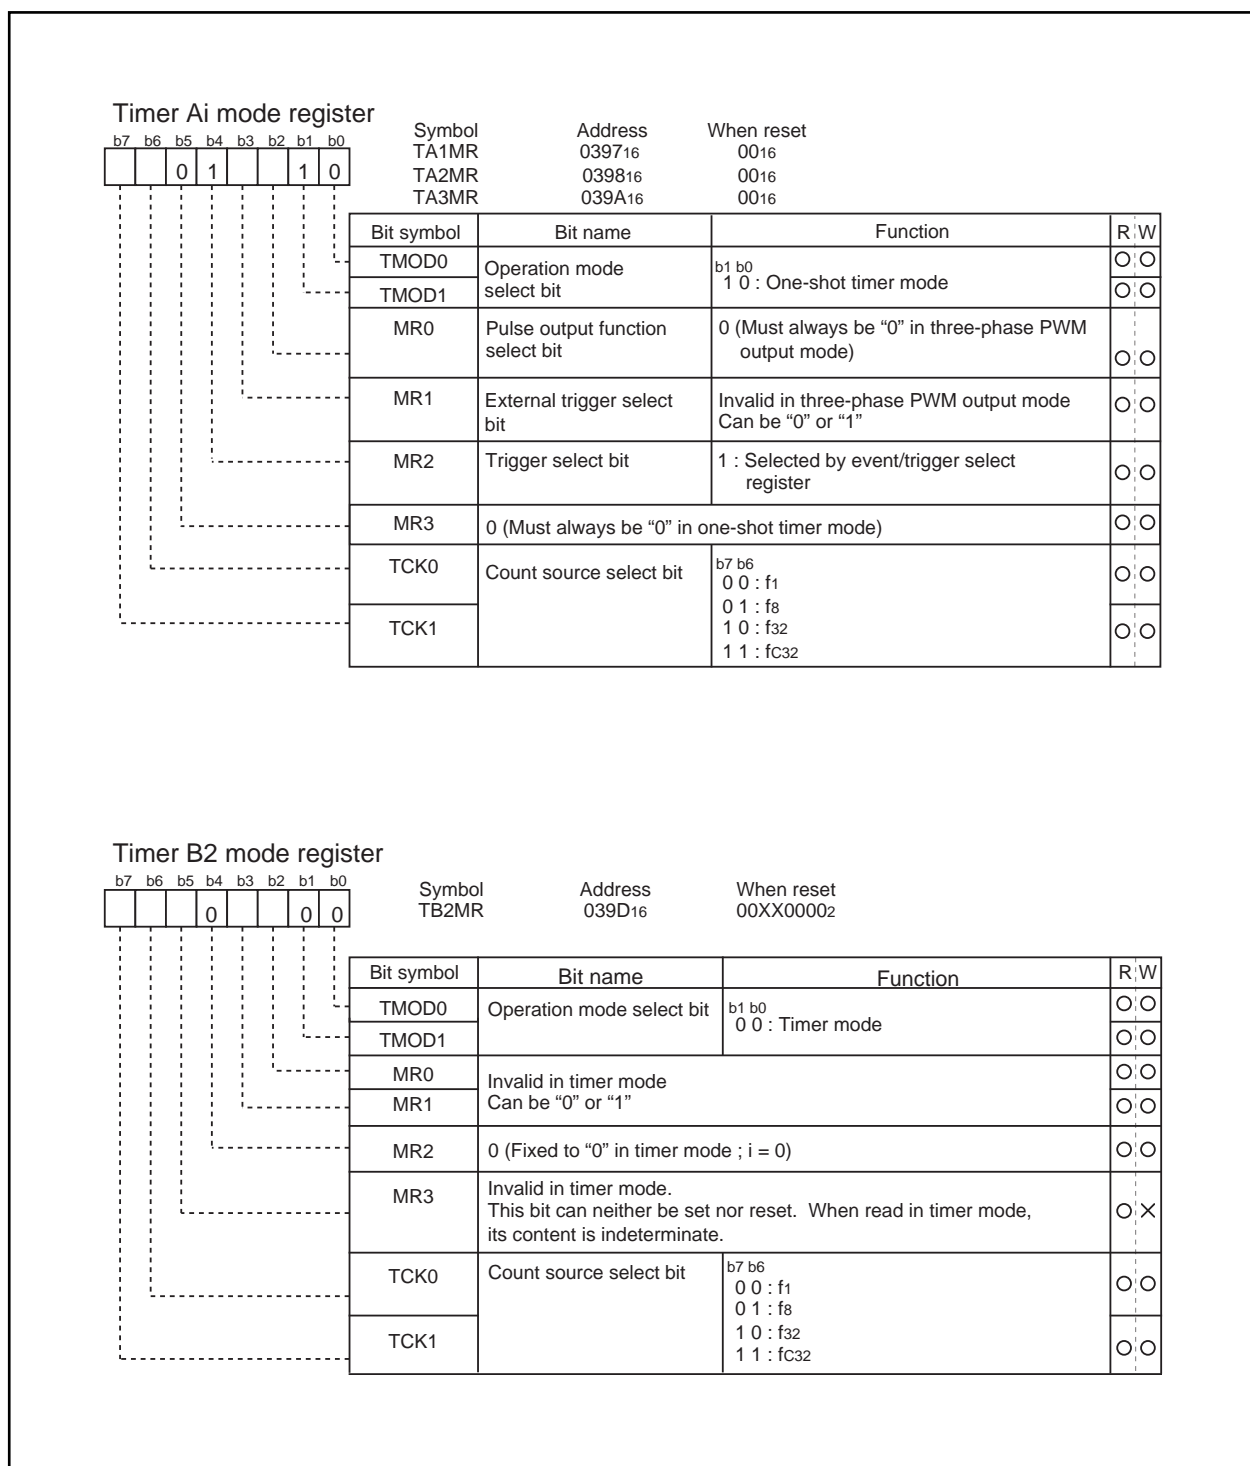 Timer Ai mode register
b7 b6 b5 b4 b3 b2 b1 b0
0 1 1 0
Symbol Address When reset
TA1MR 039716 0016
TA2MR 039816 0016
TA3MR 039A16 0016
Bit symbol Bit name Function R W
TMOD0 Operation mode select bit b1 b0
1 0 : One-shot timer mode
TMOD1
MR0 Pulse output function select bit 0 (Must always be “0” in three-phase PWM output mode)
MR1 External trigger select bit Invalid in three-phase PWM output mode
Can be “0” or “1”
MR2 Trigger select bit 1 : Selected by event/trigger select register
MR3 0 (Must always be “0” in one-shot timer mode)
TCK0 Count source select bit b7 b6
0 0 : f1
0 1 : f8
TCK1 1 0 : f32
1 1 : fC32
Timer B2 mode register
b7 b6 b5 b4 b3 b2 b1 b0
0 0 0
Symbol Address When reset
TB2MR 039D16 00XX00002
Bit symbol Bit name Function R W
TMOD0 Operation mode select bit b1 b0
0 0 : Timer mode
TMOD1
MR0 Invalid in timer mode
MR1 Can be “0” or “1”
MR2 0 (Fixed to “0” in timer mode ; i = 0)
MR3 Invalid in timer mode.
This bit can neither be set nor reset. When read in timer mode,
its content is indeterminate.
TCK0 Count source select bit b7 b6
0 0 : f1
0 1 : f8
TCK1 1 0 : f32
1 1 : fC32